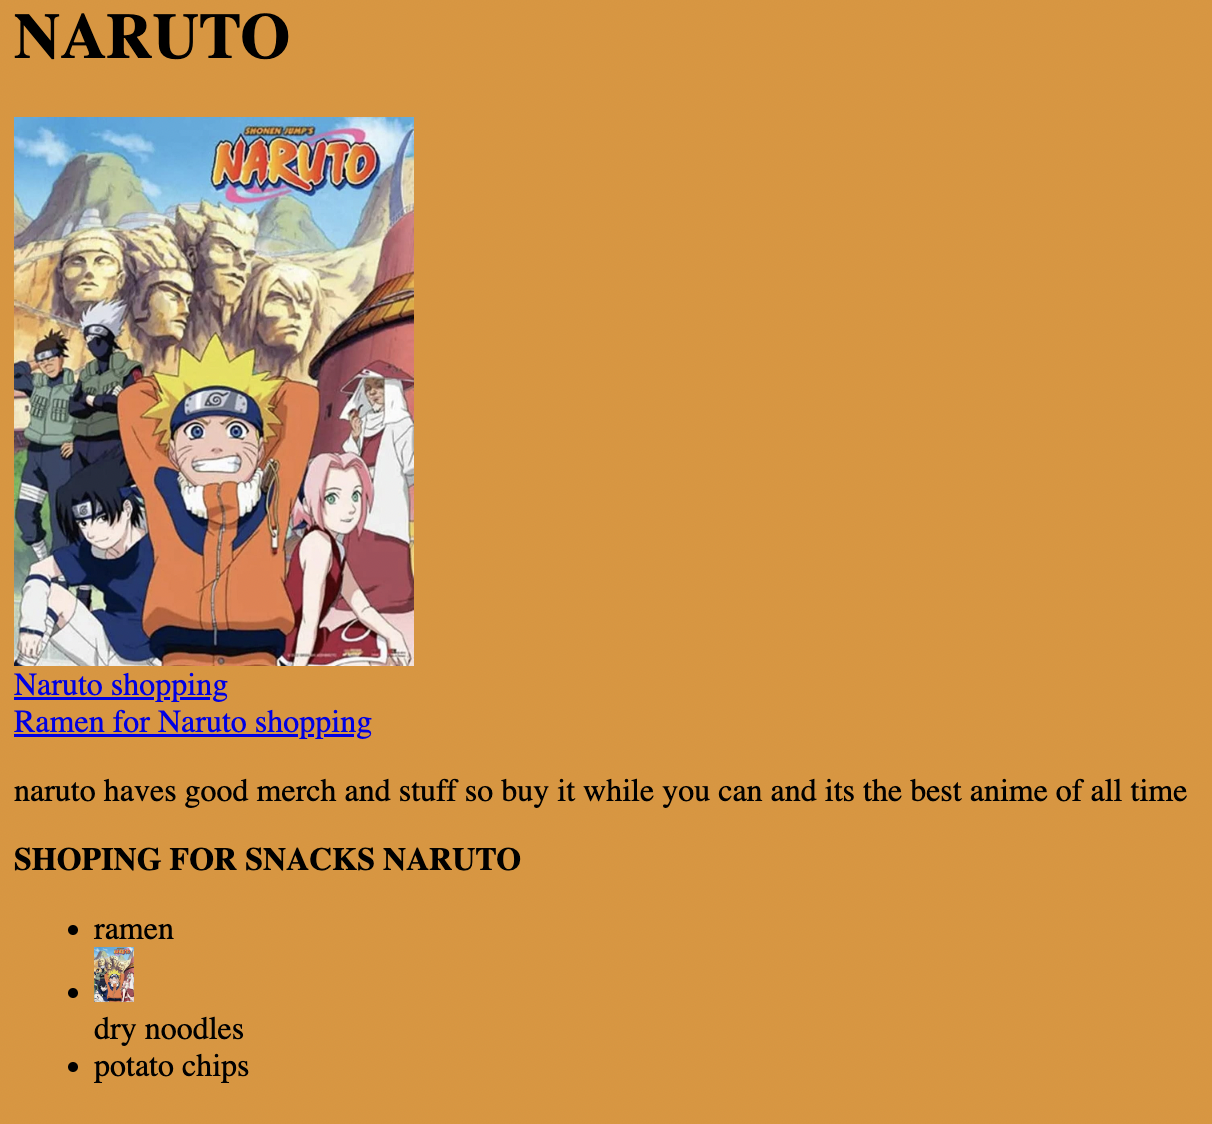 NARUTO
SHONEN JUMP'S
NARUTO
Naruto shopping
Ramen for Naruto shopping
naruto haves good merch and stuff so buy it while you can and its the best anime of all time
SHOPING FOR SNACKS NARUTO
ramen
dry noodles
potato chips